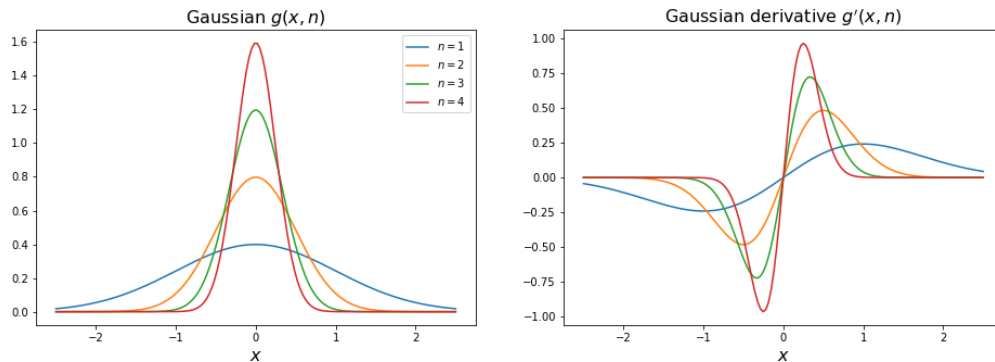 Gaussian g(x, n)
1.6
1.4
1.2
1.0
0.8
0.6
0.4
0.2
0.0
n = 1
n = 2
n = 3
n = 4
−2 −1 0 1 2
x
Gaussian derivative g′(x, n)
1.00
0.75
0.50
0.25
0.00
−0.25
−0.50
−0.75
−1.00
−2 −1 0 1 2
x